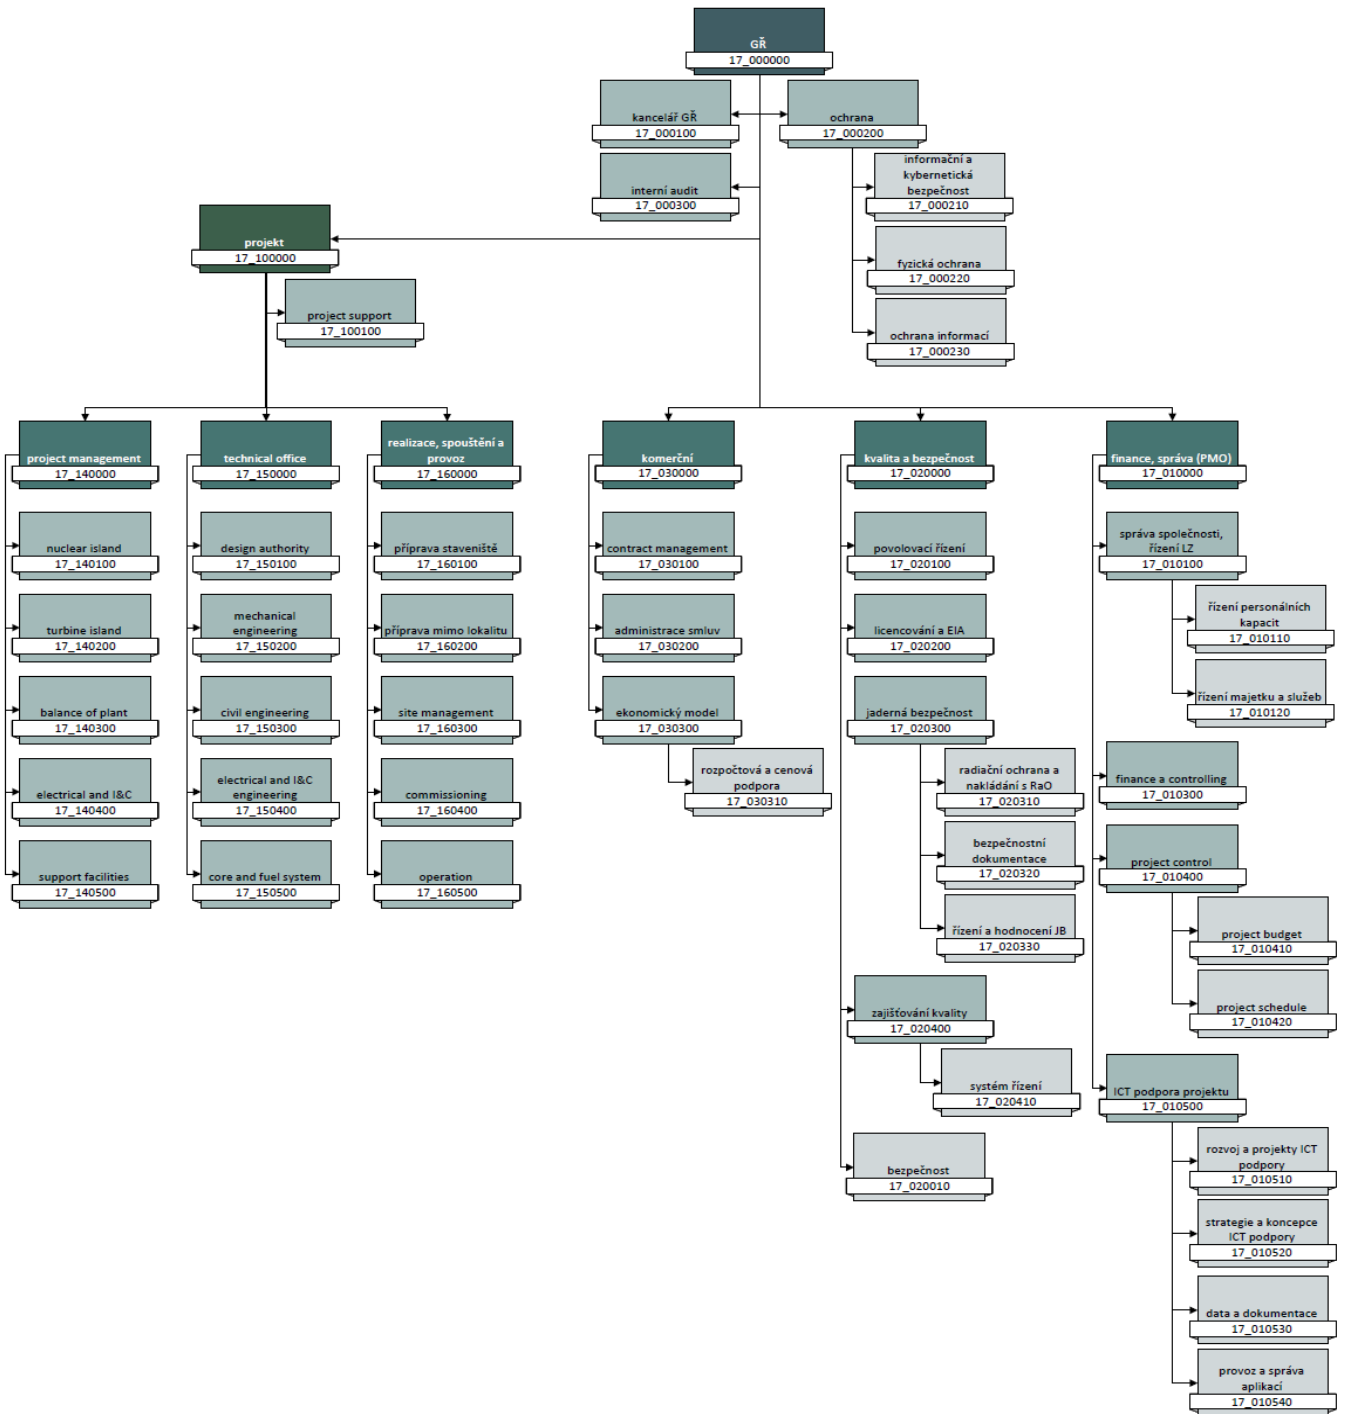 GŘ
17_000000
kancelář GŘ
17_000100
ochrana
17_000200
interní audit
17_000300
informační a
kybernetická
bezpečnost
17_000210
fyzická ochrana
17_000220
ochrana informací
17_000230
projekt
17_100000
project support
17_100100
project management
17_140000
nuclear island
17_140100
turbine island
17_140200
balance of plant
17_140300
electrical and I&C
17_140400
support facilities
17_140500
technical office
17_150000
design authority
17_150100
mechanical
engineering
17_150200
civil engineering
17_150300
electrical and I&C
engineering
17_150400
core and fuel system
17_150500
realizace, spouštění a
provoz
17_160000
příprava staveniště
17_160100
příprava mimo lokalitu
17_160200
site management
17_160300
commissioning
17_160400
operation
17_160500
komerční
17_030000
contract management
17_030100
administrace smluv
17_030200
ekonomický model
17_030300
rozpočtová a cenová
podpora
17_030310
kvalita a bezpečnost
17_020000
povolovací řízení
17_020100
licencování a EIA
17_020200
jaderná bezpečnost
17_020300
radiační ochrana a
nakládání s RaO
17_020310
bezpečnostní
dokumentace
17_020320
řízení a hodnocení JB
17_020330
zajišťování kvality
17_020400
systém řízení
17_020410
bezpečnost
17_020010
finance, správa (PMO)
17_010000
správa společnosti,
řízení LZ
17_010100
řízení personálních
kapacit
17_010110
řízení majetku a služeb
17_010120
finance a controlling
17_010300
project control
17_010400
project budget
17_010410
project schedule
17_010420
ICT podpora projektu
17_010500
rozvoj a projekty ICT
podpory
17_010510
strategie a koncepce
ICT podpory
17_010520
data a dokumentace
17_010530
provoz a správa
aplikací
17_010540